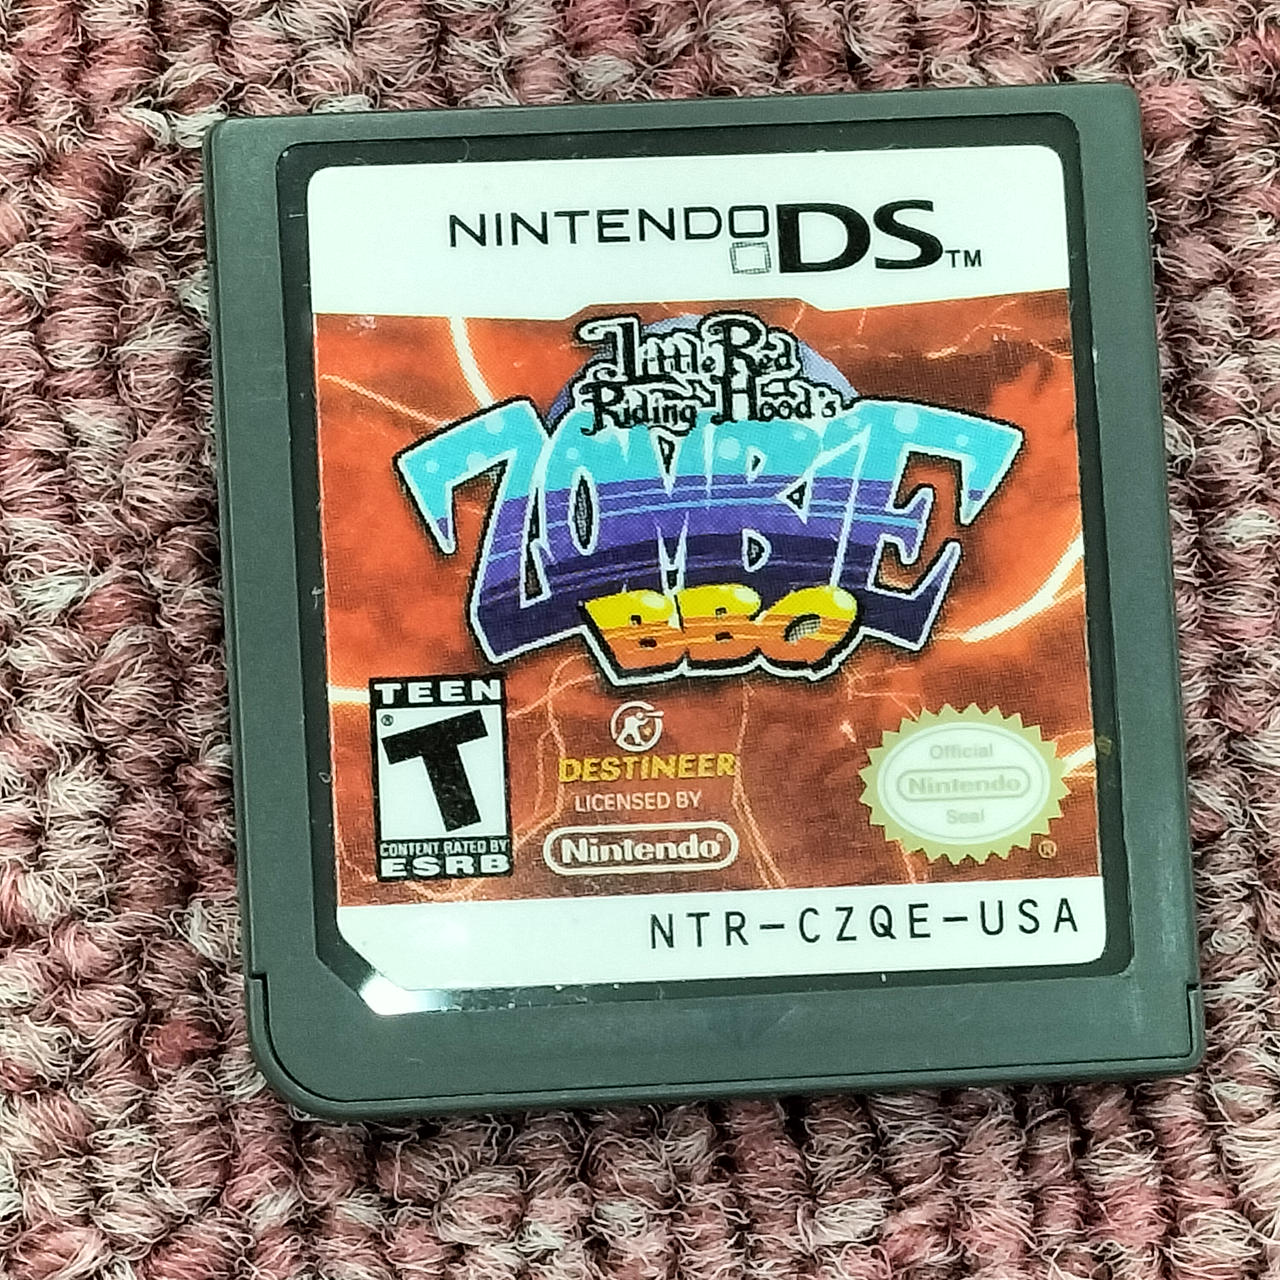 NINTENDO DS™
Little Red
Riding Hood's
ZOMBIE
BBQ
TEEN
®
T
CONTENT RATED BY
ESRB
DESTINEER
LICENSED BY
Nintendo®
Official
Nintendo
Seal
®
NTR-CZQE-USA